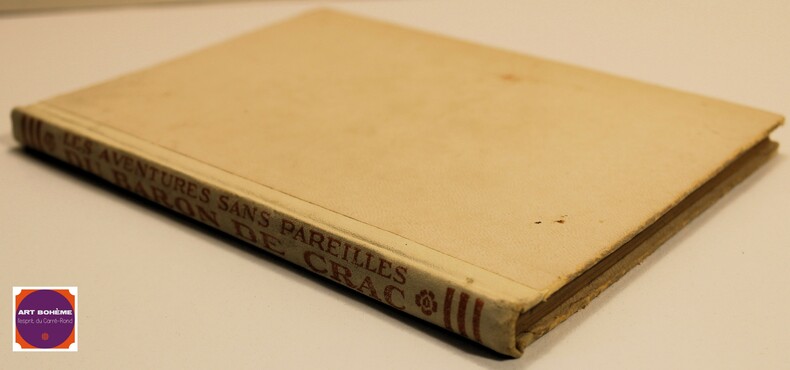 LES AVENTURES SANS PAREILLES
DU BARON DE CRAC
ART BOHÈME
l'esprit du Carré-Rond